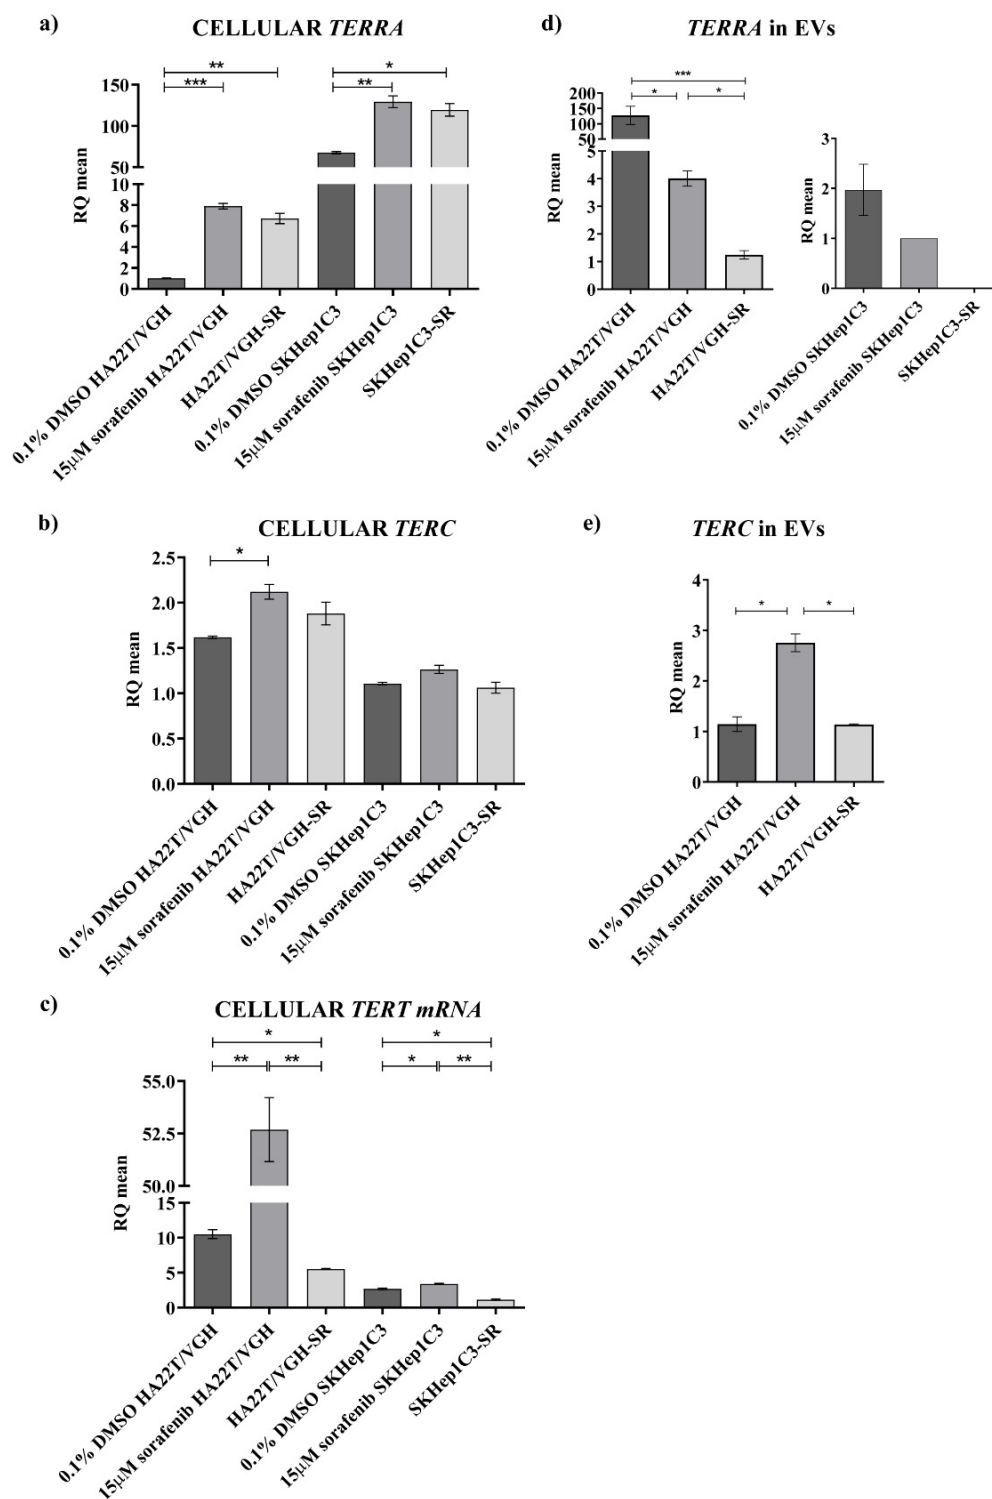 a)
CELLULAR TERRA
**
***
*
**
150
100
50
10
8
6
4
2
0
RQ mean
0.1% DMSO HA22T/VGH
15μM sorafenib HA22T/VGH
HA22T/VGH-SR
0.1% DMSO SKHep1C3
15μM sorafenib SKHep1C3
SKHep1C3-SR
d)
TERRA in EVs
***
*
*
200
150
100
50
5
4
3
2
1
0
RQ mean
0.1% DMSO HA22T/VGH
15μM sorafenib HA22T/VGH
HA22T/VGH-SR
3
2
1
0
RQ mean
0.1% DMSO SKHep1C3
15μM sorafenib SKHep1C3
SKHep1C3-SR
b)
CELLULAR TERC
*
2.5
2.0
1.5
1.0
0.5
0.0
RQ mean
0.1% DMSO HA22T/VGH
15μM sorafenib HA22T/VGH
HA22T/VGH-SR
0.1% DMSO SKHep1C3
15μM sorafenib SKHep1C3
SKHep1C3-SR
e)
TERC in EVs
*
*
4
3
2
1
0
RQ mean
0.1% DMSO HA22T/VGH
15μM sorafenib HA22T/VGH
HA22T/VGH-SR
c)
CELLULAR TERT mRNA
*
**
**
*
*
**
55.0
52.5
50.0
15
10
5
0
RQ mean
0.1% DMSO HA22T/VGH
15μM sorafenib HA22T/VGH
HA22T/VGH-SR
0.1% DMSO SKHep1C3
15μM sorafenib SKHep1C3
SKHep1C3-SR